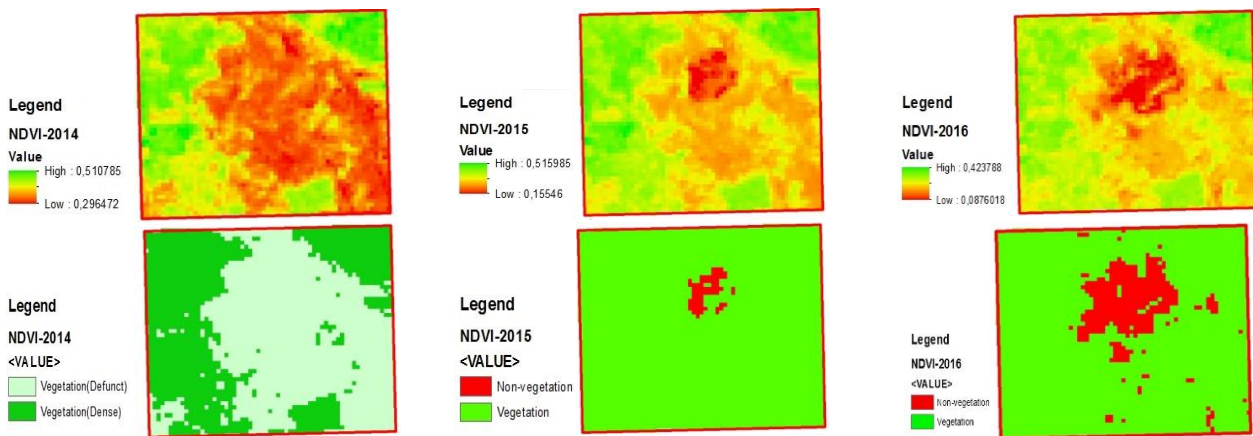 Legend
NDVI-2014
Value
High : 0,510785
Low : 0,296472
Legend
NDVI-2015
Value
High : 0,515985
Low : 0,15546
Legend
NDVI-2016
Value
High : 0,423788
Low : 0,0876018
Legend
NDVI-2014
<VALUE>
Vegetation(Defunct)
Vegetation(Dense)
Legend
NDVI-2015
<VALUE>
Non-vegetation
Vegetation
Legend
NDVI-2016
<VALUE>
Non-vegetation
Vegetation